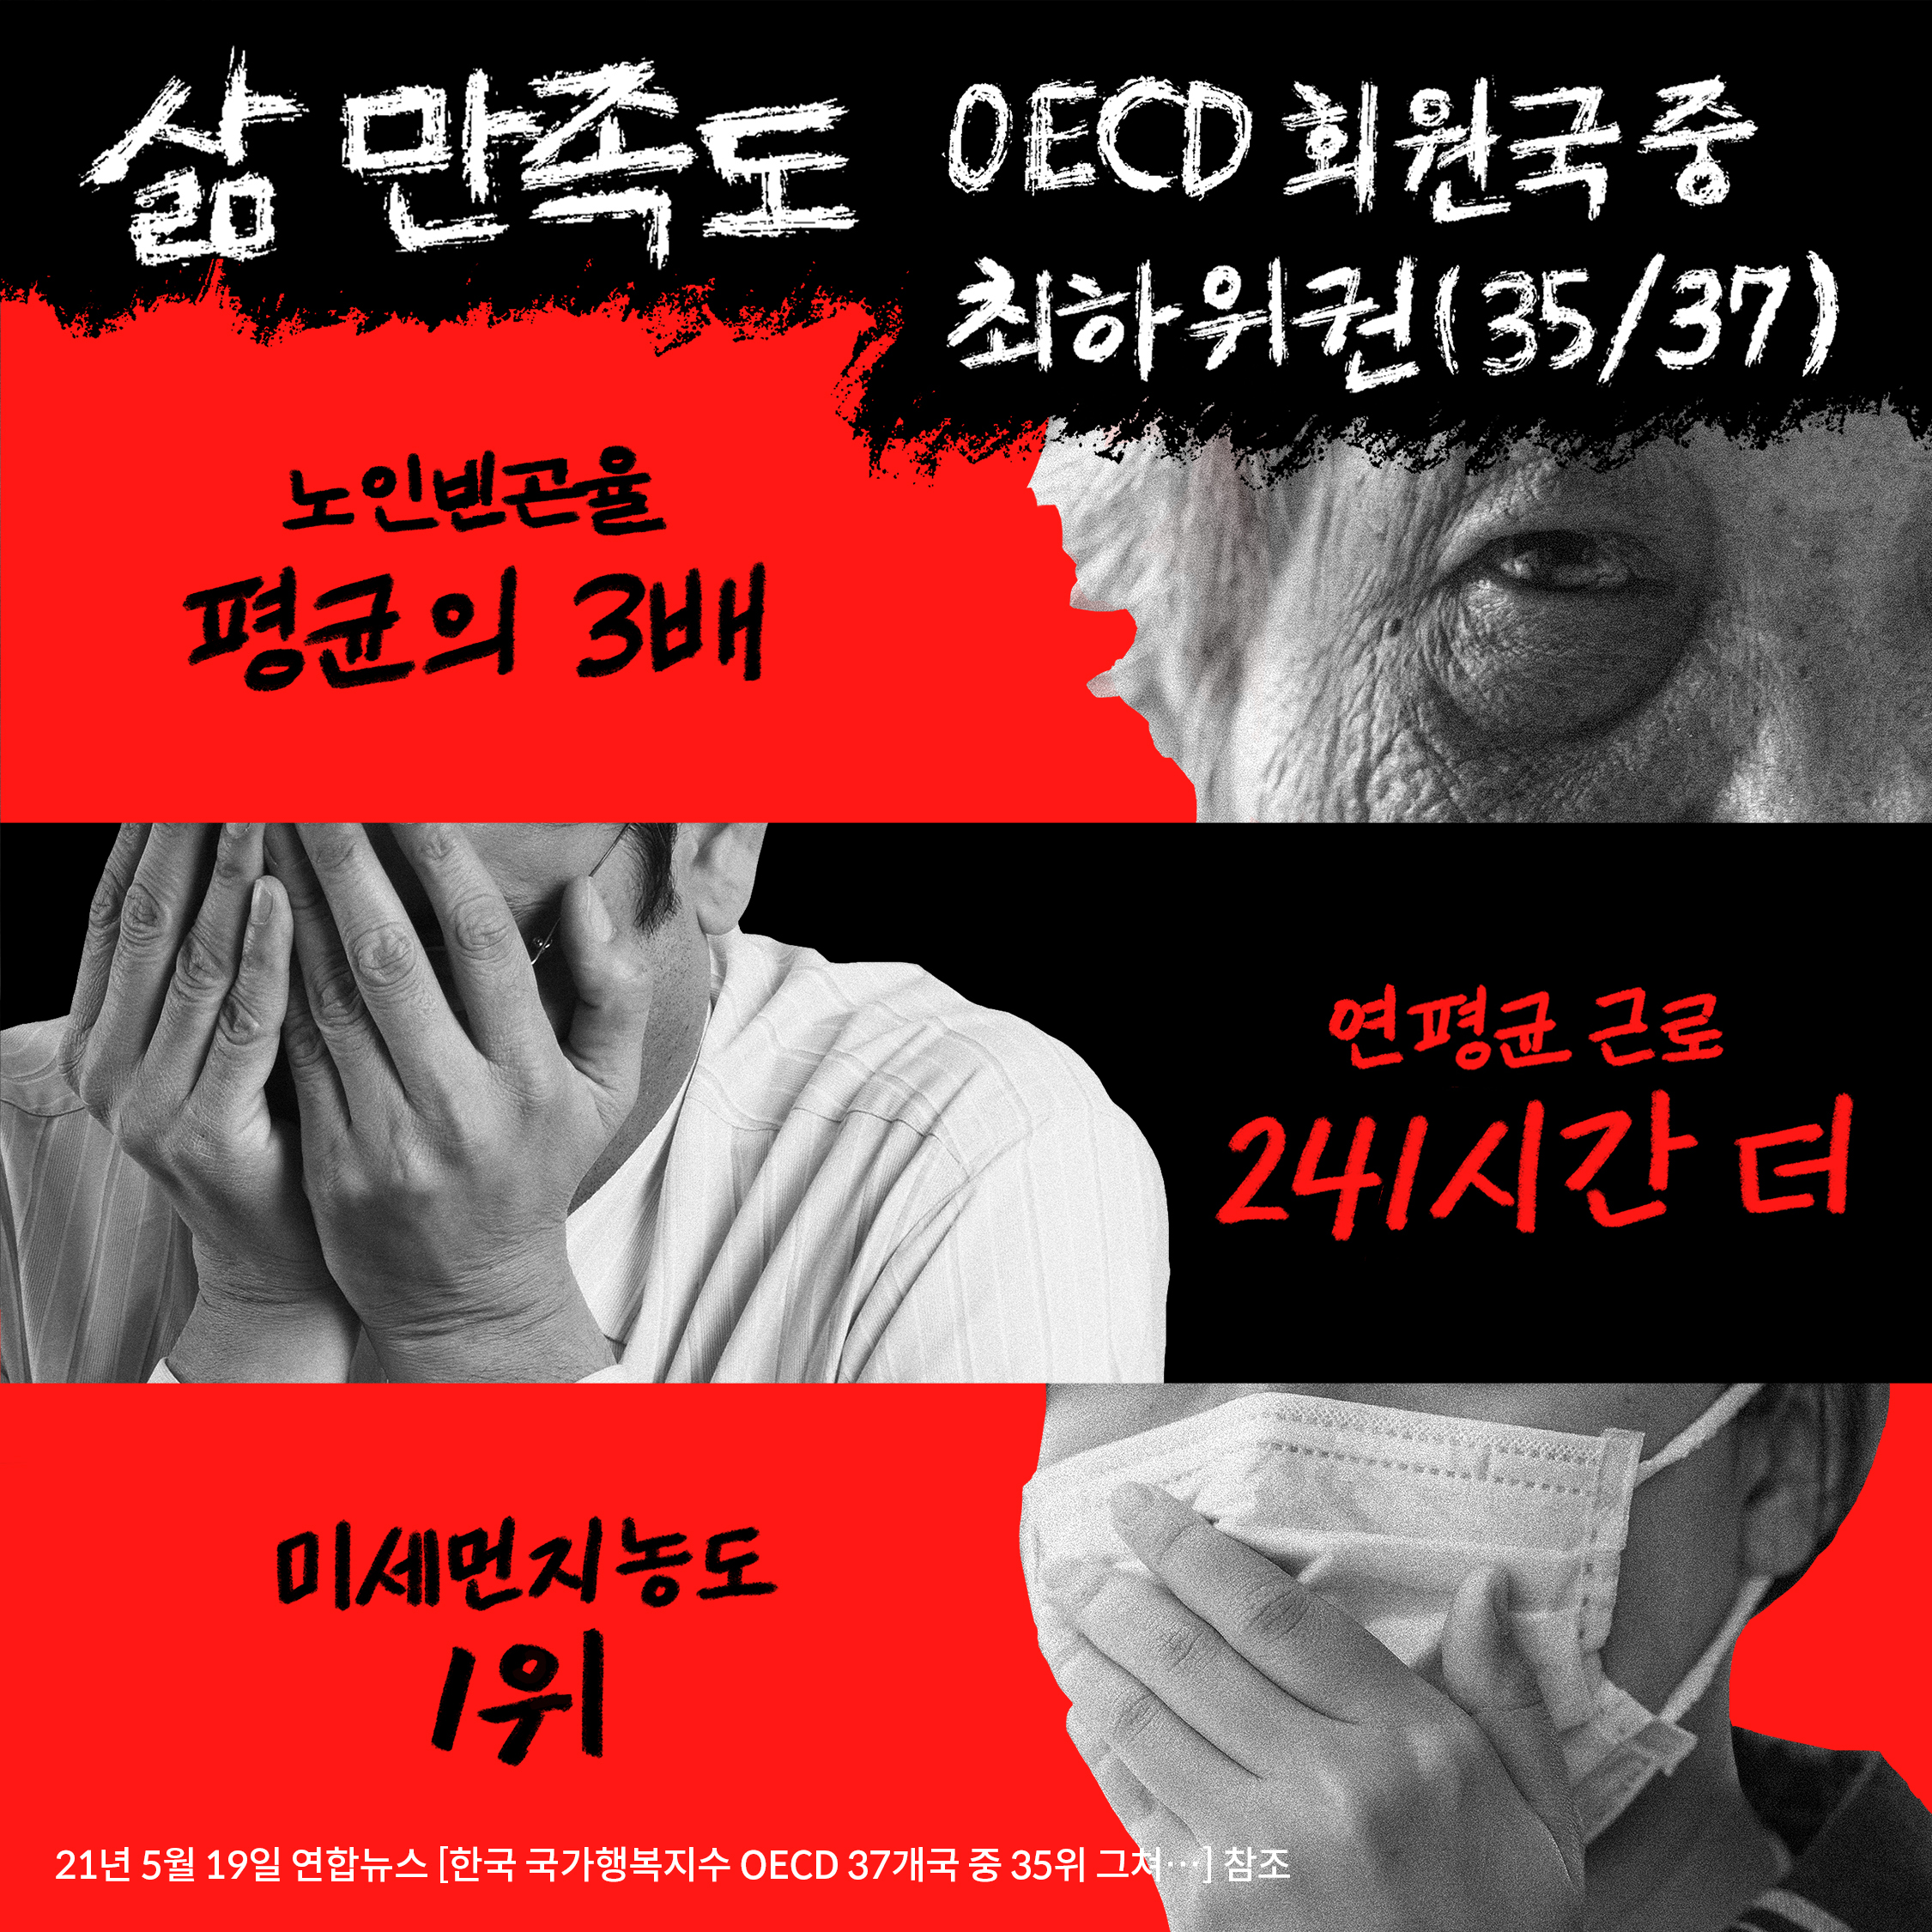 삶 만족도
OECD 회원국 중
최하위권(35/37)
노인빈곤율
평균의 3배
연평균 근로
241시간 더
미세먼지 농도
1위
21년 5월 19일 연합뉴스 [한국 국가행복지수 OECD 37개국 중 35위 그쳐…] 참조